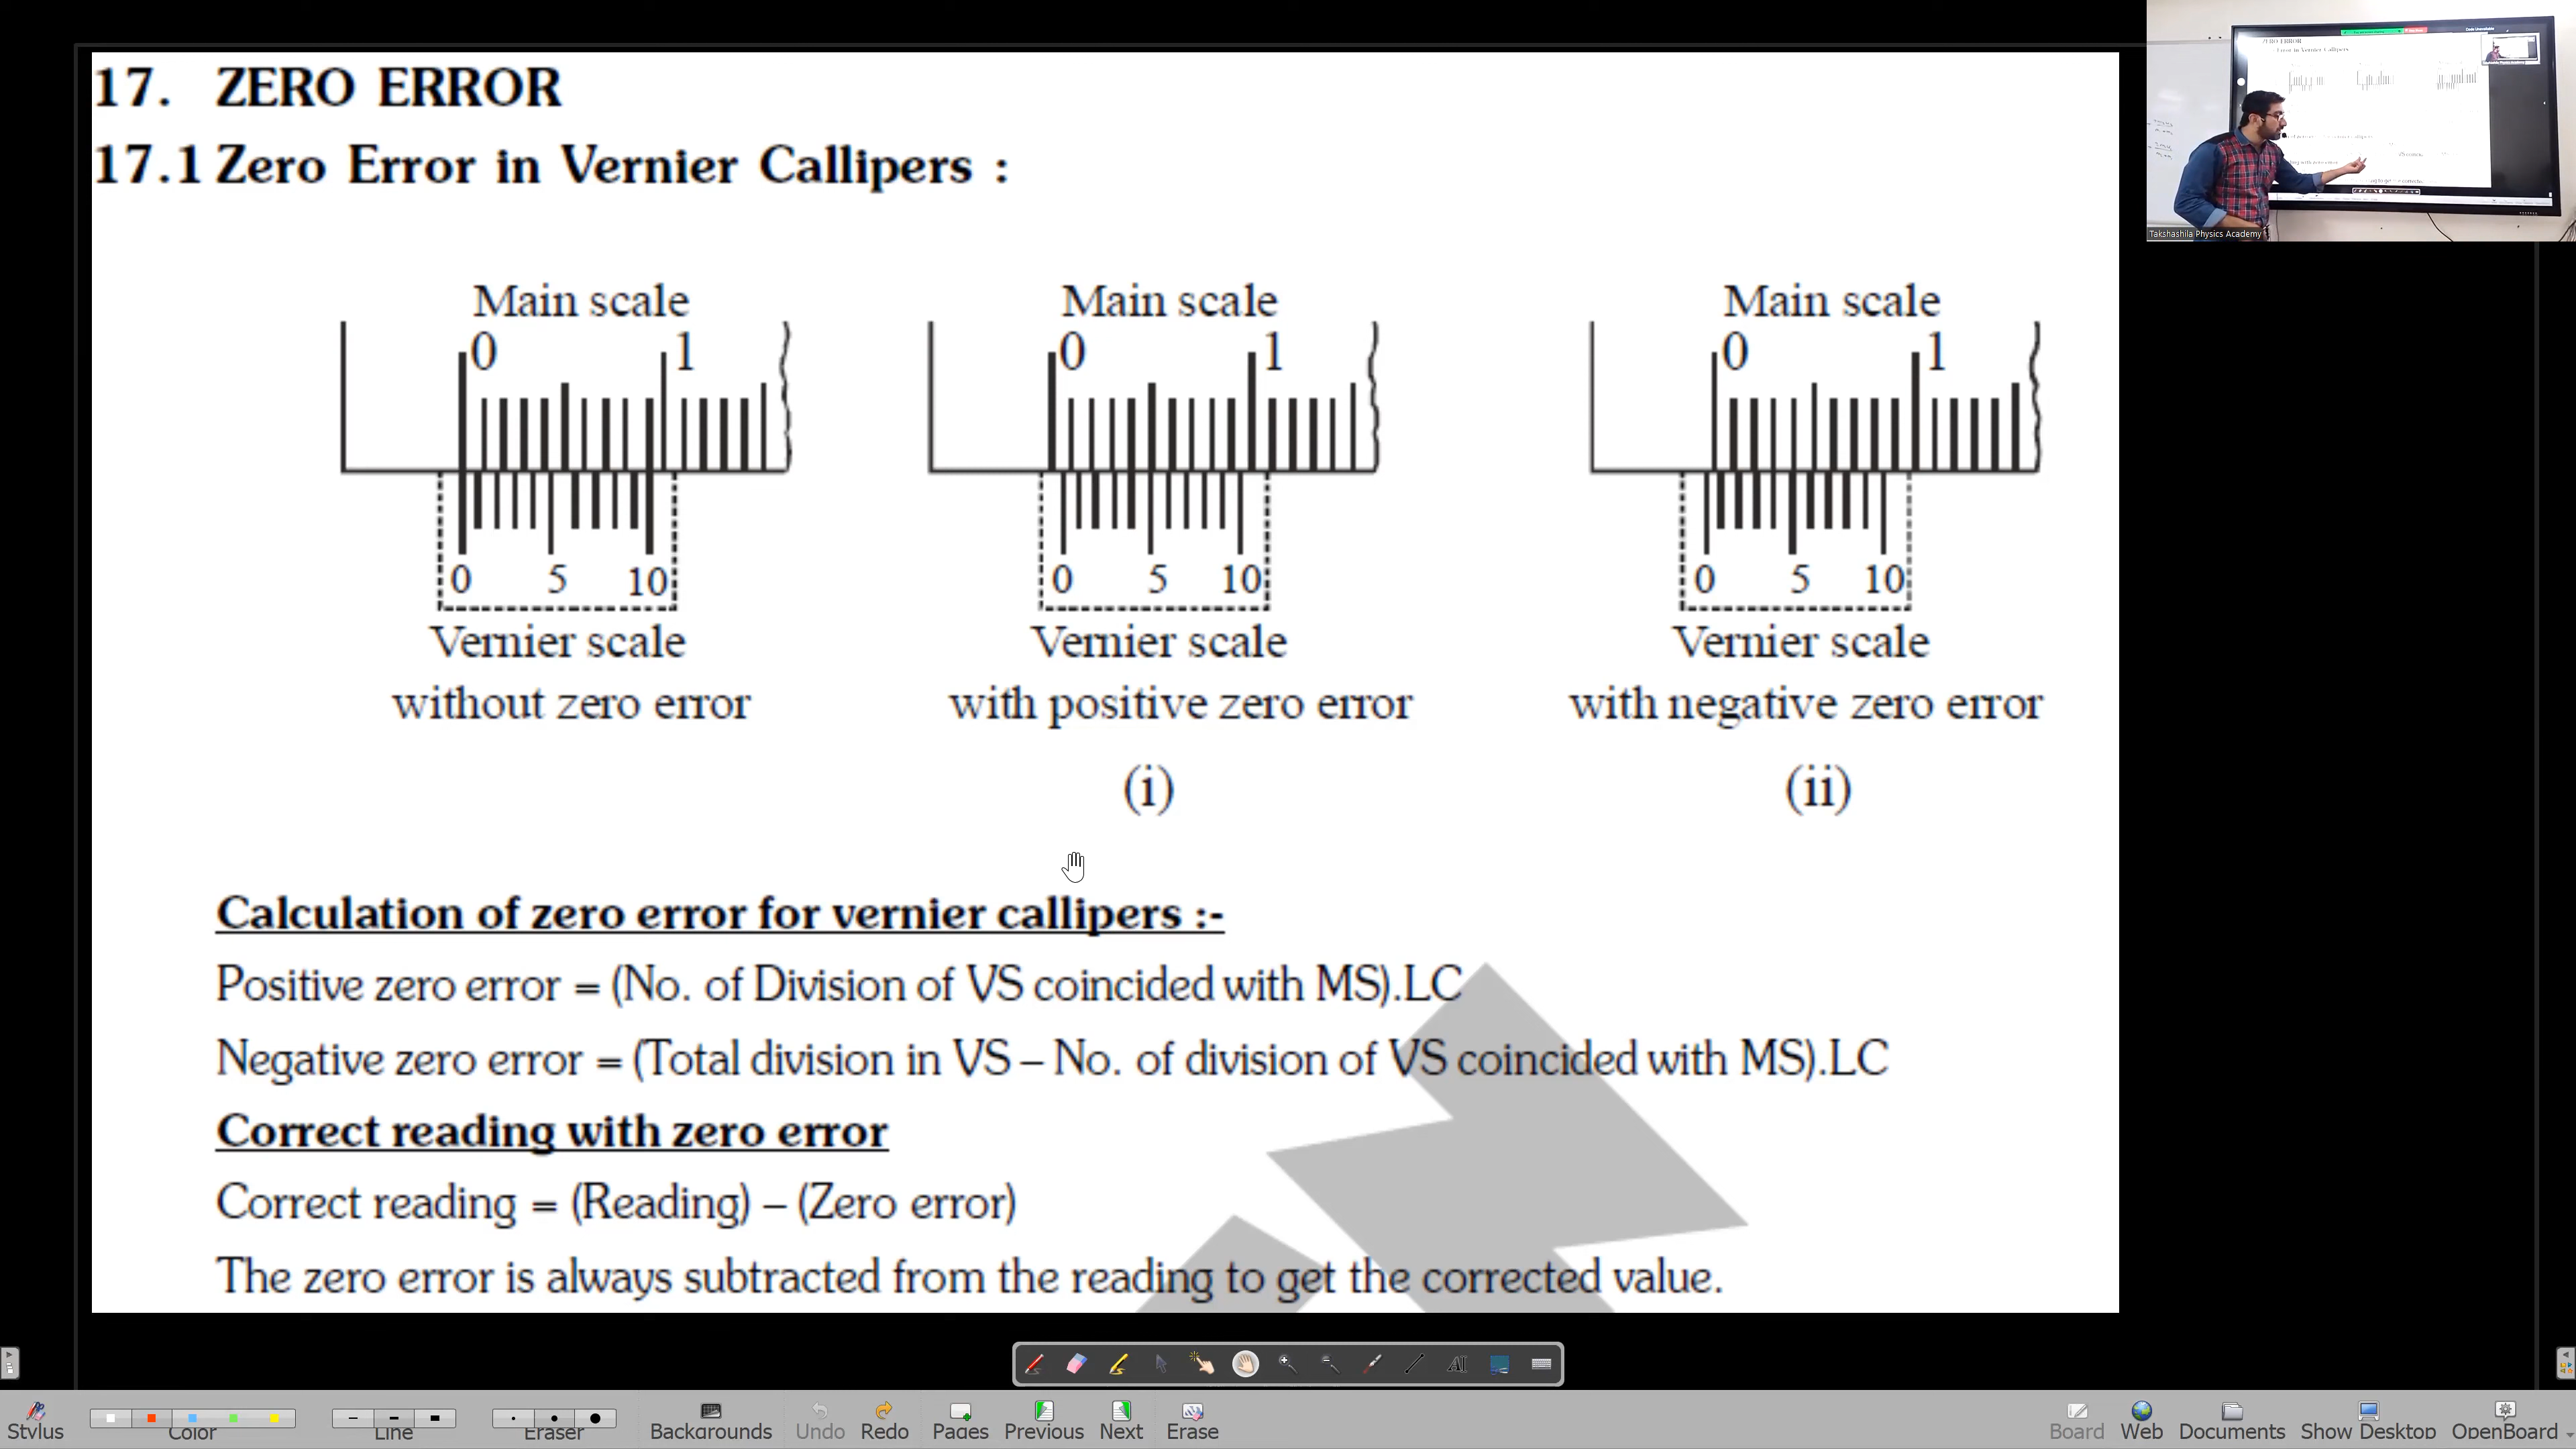 17. ZERO ERROR
17.1 Zero Error in Vernier Callipers :
Main scale
0 1
0 5 10
Vernier scale
without zero error
Main scale
0 1
0 5 10
Vernier scale
with positive zero error
(i)
Main scale
0 1
0 5 10
Vernier scale
with negative zero error
(ii)
Calculation of zero error for vernier callipers :-
Positive zero error = (No. of Division of VS coincided with MS).LC
Negative zero error = (Total division in VS – No. of division of VS coincided with MS).LC
Correct reading with zero error
Correct reading = (Reading) – (Zero error)
The zero error is always subtracted from the reading to get the corrected value.
Takshashila Physics Academy
AI
Stylus Color Line Eraser Backgrounds Undo Redo Pages Previous Next Erase Board Web Documents Show Desktop OpenBoard